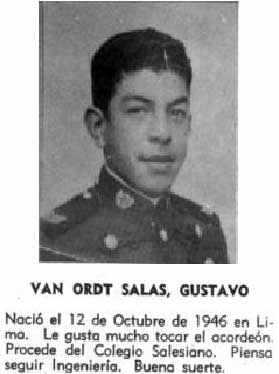 VAN ORDT SALAS, GUSTAVO
Nació el 12 de Octubre de 1946 en Li-
ma. Le gusta mucho tocar el acordeón.
Procede del Colegio Salesiano. Piensa
seguir Ingeniería. Buena suerte.